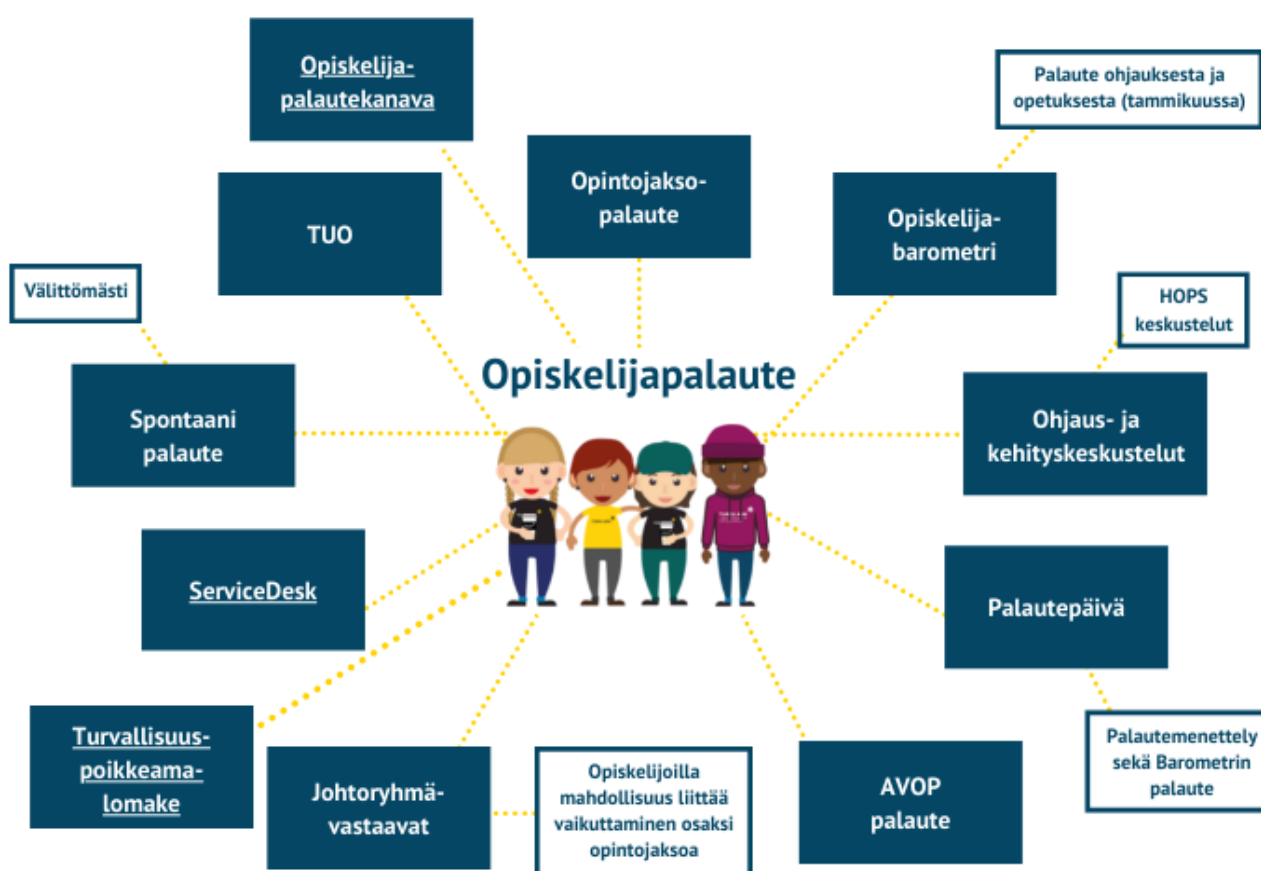 Opiskelija-
palautekanava
Palaute ohjauksesta ja
opetuksesta (tammikuussa)
Opintojakso-
palaute
TUO
Opiskelija-
barometri
Välittömästi
HOPS
keskustelut
Opiskelijapalaute
Spontaani
palaute
Ohjaus- ja
kehityskeskustelut
ServiceDesk
Palautepäivä
Turvallisuus-
poikkeama-
lomake
Johtoryhmä-
vastaavat
Opiskelijoilla
mahdollisuus liittää
vaikuttaminen osaksi
opintojaksoa
AVOP
palaute
Palautemenettely
sekä Barometrin
palaute